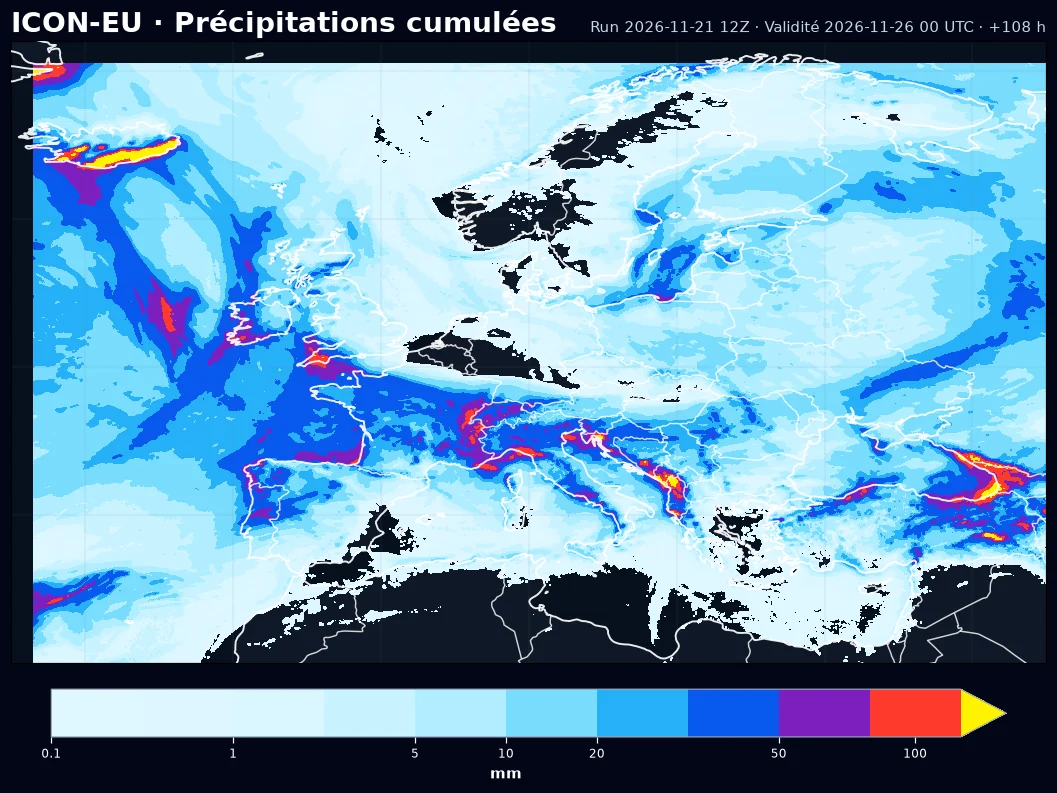 ICON-EU · Précipitations cumulées
Run 2026-11-21 12Z · Validité 2026-11-26 00 UTC · +108 h
0.1 1 5 10 20 50 100
mm